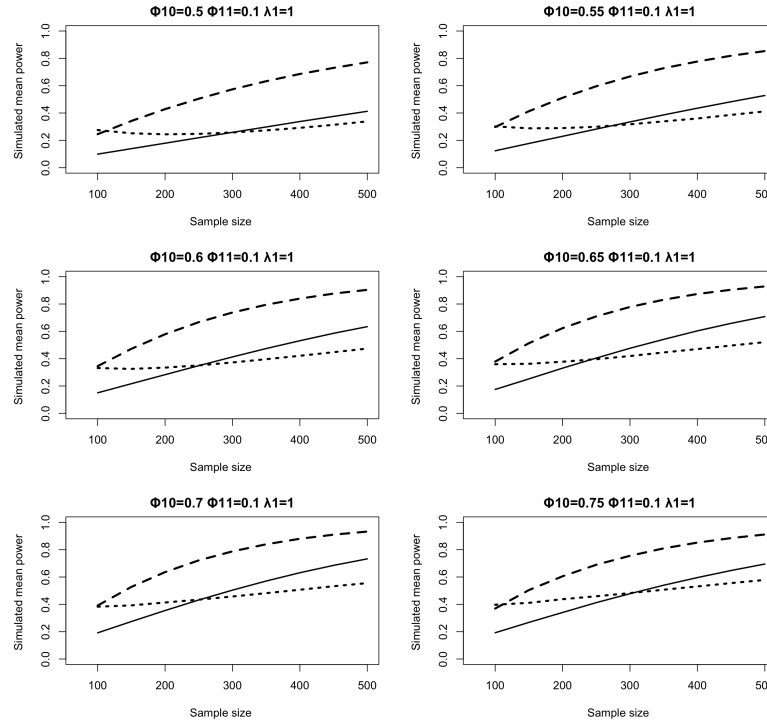 Φ10=0.5 Φ11=0.1 λ1=1
Simulated mean power
0.0 0.2 0.4 0.6 0.8 1.0
100 200 300 400 500
Sample size
Φ10=0.55 Φ11=0.1 λ1=1
Simulated mean power
0.0 0.2 0.4 0.6 0.8 1.0
100 200 300 400 50
Sample size
Φ10=0.6 Φ11=0.1 λ1=1
Simulated mean power
0.0 0.2 0.4 0.6 0.8 1.0
100 200 300 400 500
Sample size
Φ10=0.65 Φ11=0.1 λ1=1
Simulated mean power
0.0 0.2 0.4 0.6 0.8 1.0
100 200 300 400 50
Sample size
Φ10=0.7 Φ11=0.1 λ1=1
Simulated mean power
0.0 0.2 0.4 0.6 0.8 1.0
100 200 300 400 500
Sample size
Φ10=0.75 Φ11=0.1 λ1=1
Simulated mean power
0.0 0.2 0.4 0.6 0.8 1.0
100 200 300 400 50
Sample size